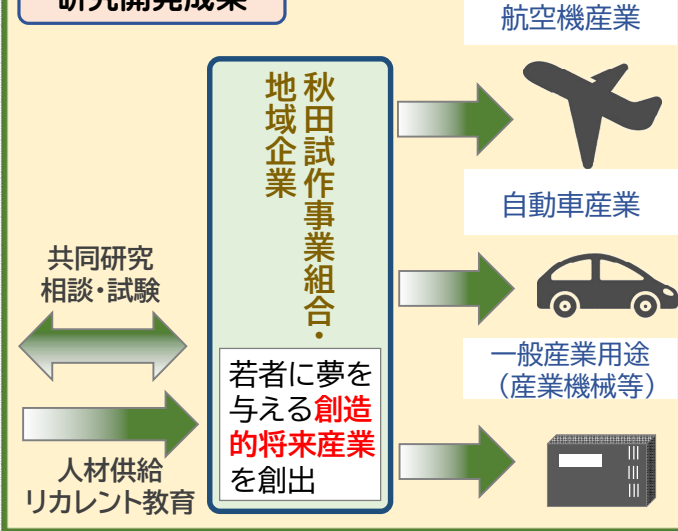 研究開発成果
航空機産業
秋田試作事業組合・
地域企業
自動車産業
共同研究
相談・試験
一般産業用途
（産業機械等）
若者に夢を
与える創造
的将来産業
を創出
人材供給
リカレント教育